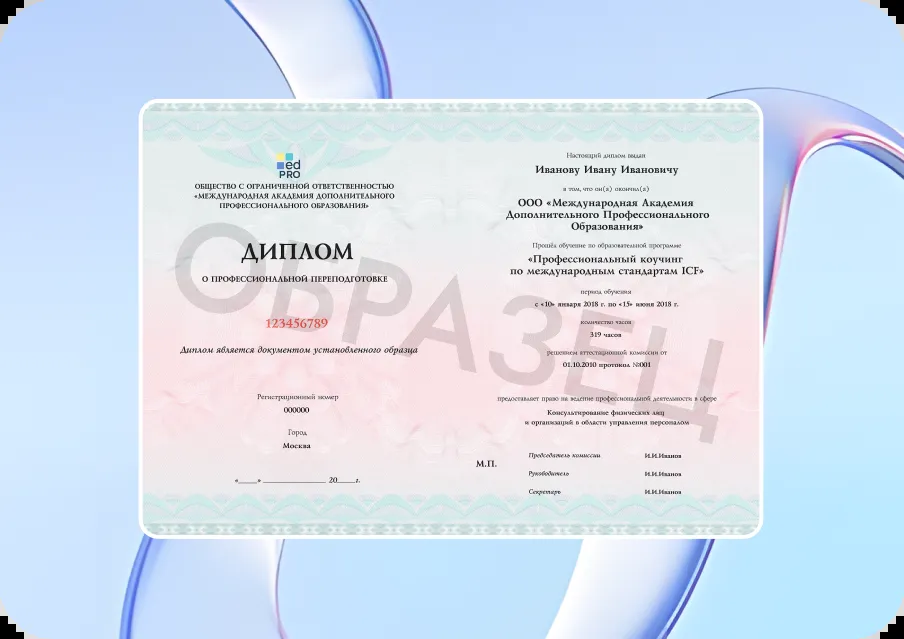 ed
PRO
ОБЩЕСТВО С ОГРАНИЧЕННОЙ ОТВЕТСТВЕННОСТЬЮ
«МЕЖДУНАРОДНАЯ АКАДЕМИЯ ДОПОЛНИТЕЛЬНОГО
ПРОФЕССИОНАЛЬНОГО ОБРАЗОВАНИЯ»
ДИПЛОМ
О ПРОФЕССИОНАЛЬНОЙ ПЕРЕПОДГОТОВКЕ
123456789
Диплом является документом установленного образца
Регистрационный номер
000000
Город
Москва
«____» ____________ 20____г.
ОБРАЗЕЦ
Настоящий диплом выдан
Иванову Ивану Ивановичу
в том, что он(а) окончил(а)
ООО «Международная Академия
Дополнительного Профессионального
Образования»
Прошёл обучение по образовательной программе
«Профессиональный коучинг
по международным стандартам ICF»
период обучения
с «10» января 2018 г. по «15» июня 2018 г.
количество часов
319 часов
решением аттестационной комиссии от
01.10.2010 протокол №001
предоставляет право на ведение профессиональной деятельности в сфере
Консультирование физических лиц
и организаций в области управления персоналом
М.П.
Председатель комиссии И.И.Иванов
Руководитель И.И.Иванов
Секретарь И.И.Иванов